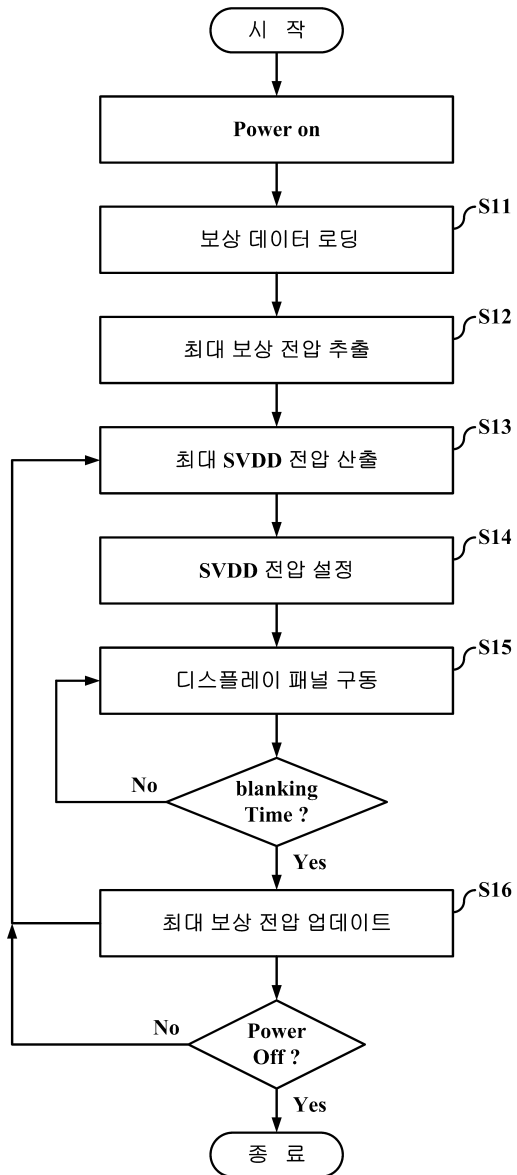 시 작
Power on
S11
보상 데이터 로딩
S12
최대 보상 전압 추출
S13
최대 SVDD 전압 산출
S14
SVDD 전압 설정
S15
디스플레이 패널 구동
No
blanking
Time ?
Yes
S16
최대 보상 전압 업데이트
No
Power
Off ?
Yes
종 료